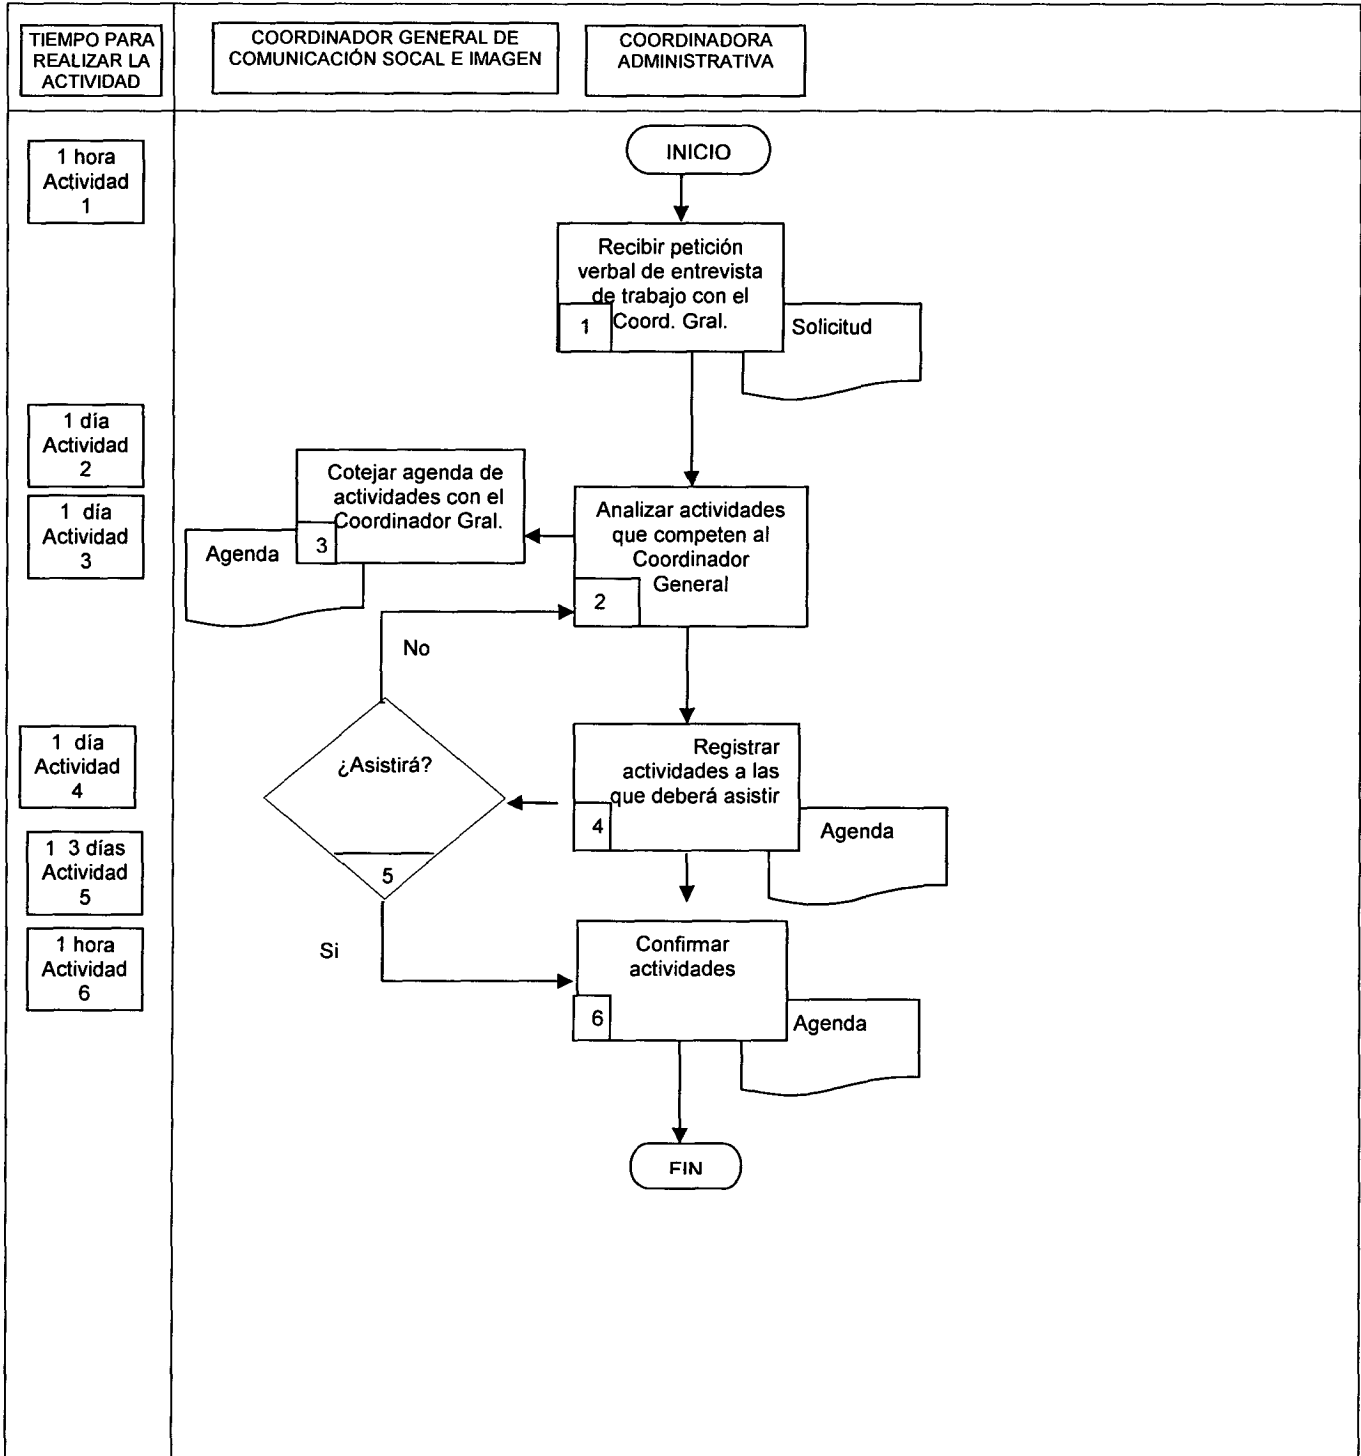 TIEMPO PARA
REALIZAR LA
ACTIVIDAD
COORDINADOR GENERAL DE
COMUNICACIÓN SOCAL E IMAGEN
COORDINADORA
ADMINISTRATIVA
1 hora
Actividad
1
INICIO
Recibir petición
verbal de entrevista
de trabajo con el
Coord. Gral.
1
Solicitud
1 día
Actividad
2
1 día
Actividad
3
Cotejar agenda de
actividades con el
Coordinador Gral.
3
Agenda
Analizar actividades
que competen al
Coordinador
General
2
No
1 día
Actividad
4
¿Asistirá?
5
Registrar
actividades a las
que deberá asistir
4
Agenda
1 3 días
Actividad
5
1 hora
Actividad
6
Si
Confirmar
actividades
6
Agenda
FIN